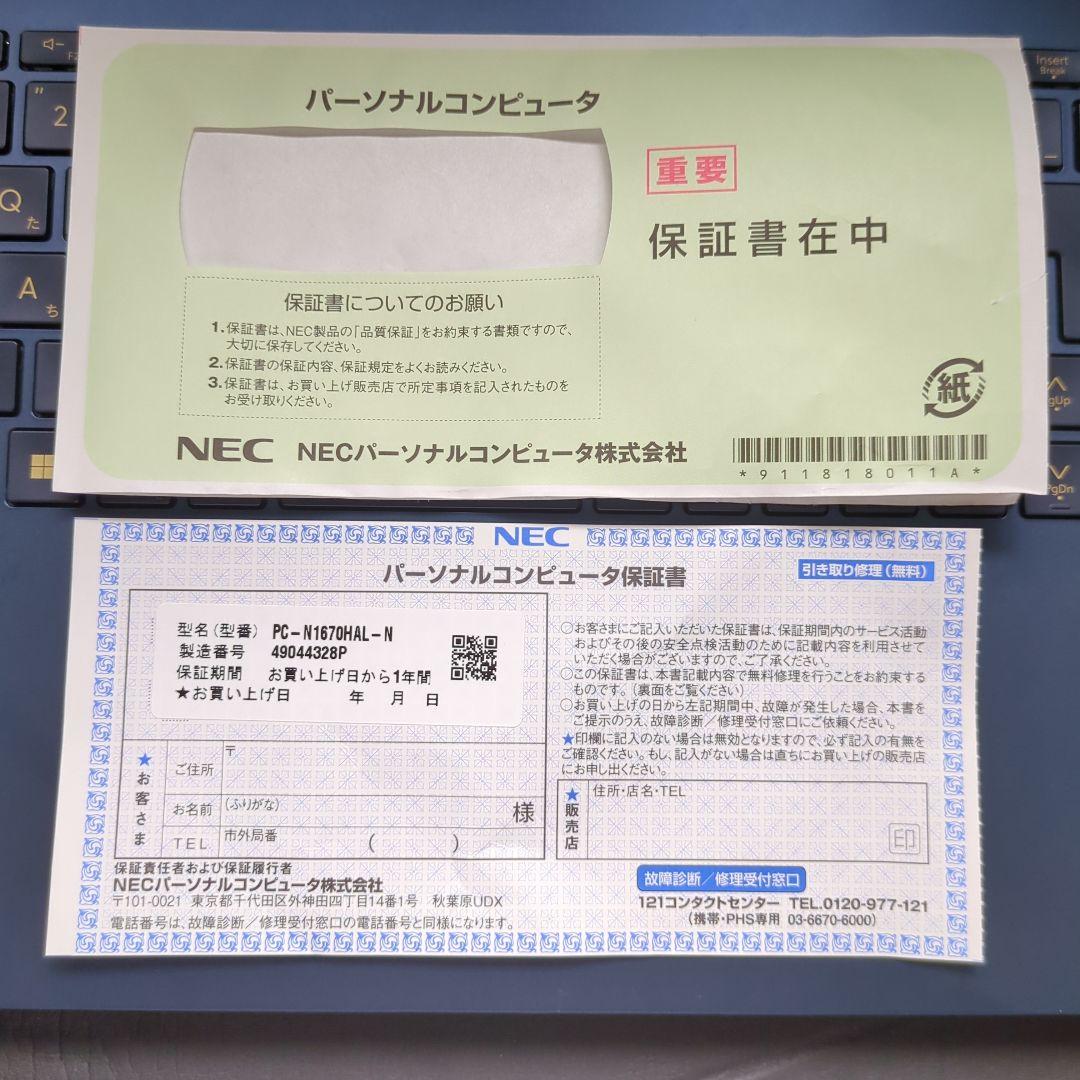 パーソナルコンピュータ
重要
保証書在中
保証書についてのお願い
1.保証書は、NEC製品の「品質保証」をお約束する書類ですので、
大切に保存してください。
2.保証書の保証内容、保証規定をよくお読みください。
3.保証書は、お買い上げ販売店で所定事項を記入されたものを
お受け取りください。
紙
NEC NECパーソナルコンピュータ株式会社
*911818011A*
NEC
パーソナルコンピュータ保証書
引き取り修理(無料)
型名(型番) PC-N1670HAL-N
製造番号 49044328P
保証期間 お買い上げ日から1年間
★お買い上げ日 年 月 日
○お客さまにご記入いただいた保証書は、保証期間内のサービス活動
およびその後の安全点検活動のために記載内容を利用させて
いただく場合がございますので、ご了承ください。
○この保証書は、本書記載内容で無料修理を行うことをお約束する
ものです。(裏面をご覧ください)
○お買い上げの日から左記期間中、故障が発生した場合、本書を
ご提示のうえ、故障診断/修理受付窓口にご依頼ください。
★印欄に記入のない場合は無効となりますので、必ず記入の有無を
ご確認ください。もし、記入がない場合は直ちにお買い上げの販売店
にお申し出ください。
★お客さま
ご住所 〒
お名前 (ふりがな) 様
TEL 市外局番 ( )
★販売店
住所・店名・TEL
印
保証責任者および保証履行者
NECパーソナルコンピュータ株式会社
〒101-0021 東京都千代田区外神田四丁目14番1号 秋葉原UDX
電話番号は、故障診断/修理受付窓口の電話番号と同様になります。
故障診断/修理受付窓口
121コンタクトセンター TEL.0120-977-121
(携帯・PHS専用 03-6670-6000)
"
2
Q
た
A
ち
Insert
Break
PgUp
PgDn